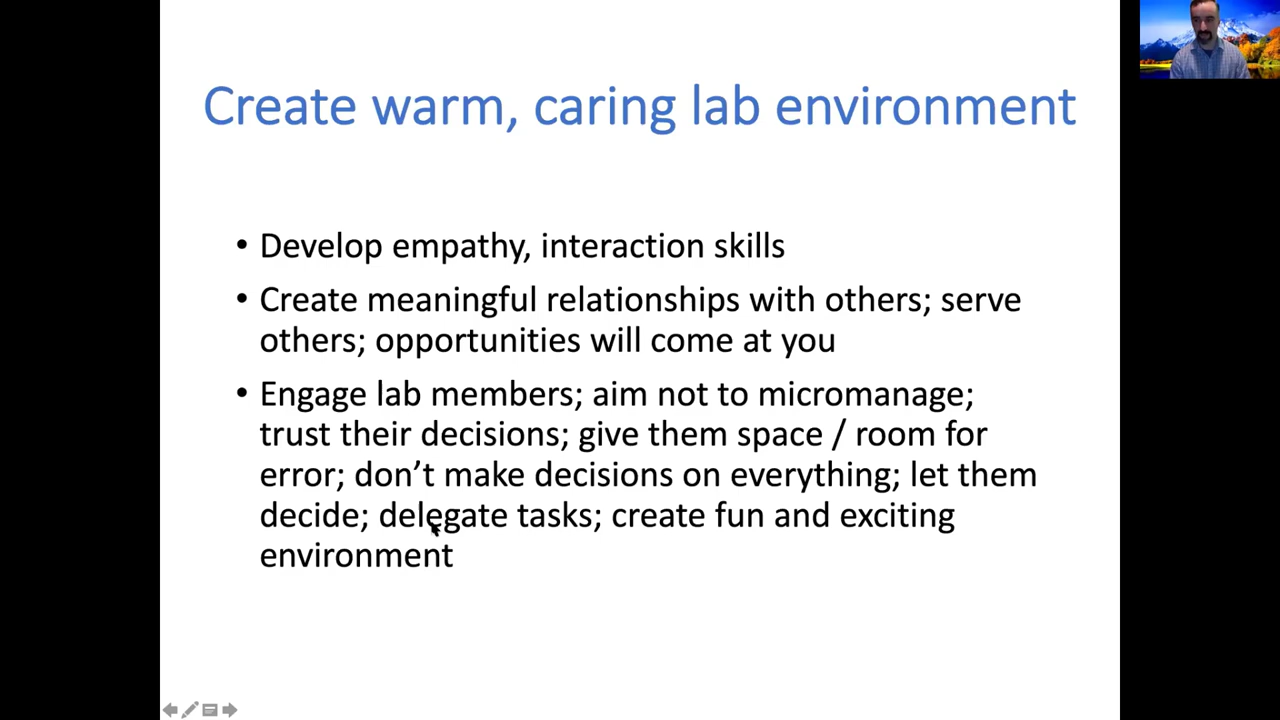 Create warm, caring lab environment
• Develop empathy, interaction skills
• Create meaningful relationships with others; serve
others; opportunities will come at you
• Engage lab members; aim not to micromanage;
trust their decisions; give them space / room for
error; don’t make decisions on everything; let them
decide; delegate tasks; create fun and exciting
environment